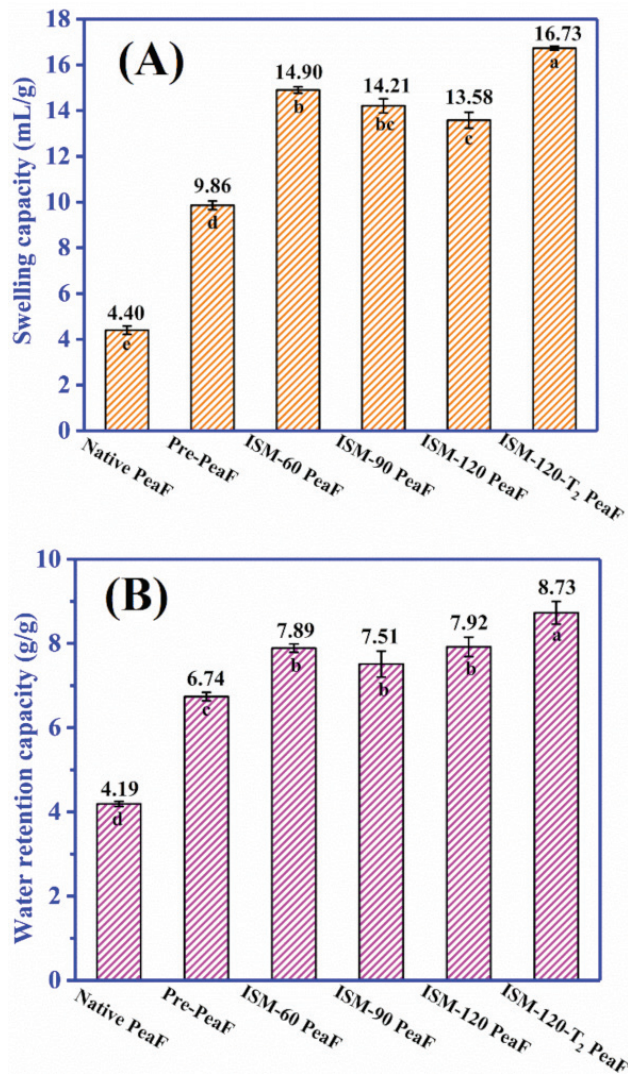 (A)
Swelling capacity (mL/g)
18
16
14
12
10
8
6
4
2
0
4.40
e
9.86
d
14.90
b
14.21
bc
13.58
c
16.73
a
Native PeaF
Pre-PeaF
ISM-60 PeaF
ISM-90 PeaF
ISM-120 PeaF
ISM-120-T₂ PeaF
(B)
Water retention capacity (g/g)
10
8
6
4
2
0
4.19
d
6.74
c
7.89
b
7.51
b
7.92
b
8.73
a
Native PeaF
Pre-PeaF
ISM-60 PeaF
ISM-90 PeaF
ISM-120 PeaF
ISM-120-T₂ PeaF